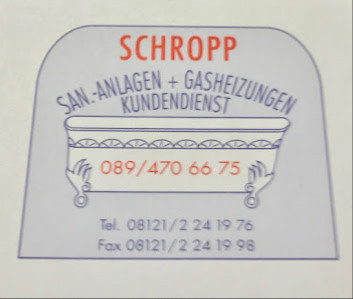 SCHROPP
SAN.-ANLAGEN + GASHEIZUNGEN
KUNDENDIENST
089/470 66 75
Tel. 08121/2 24 19 76
Fax 08121/2 24 19 98